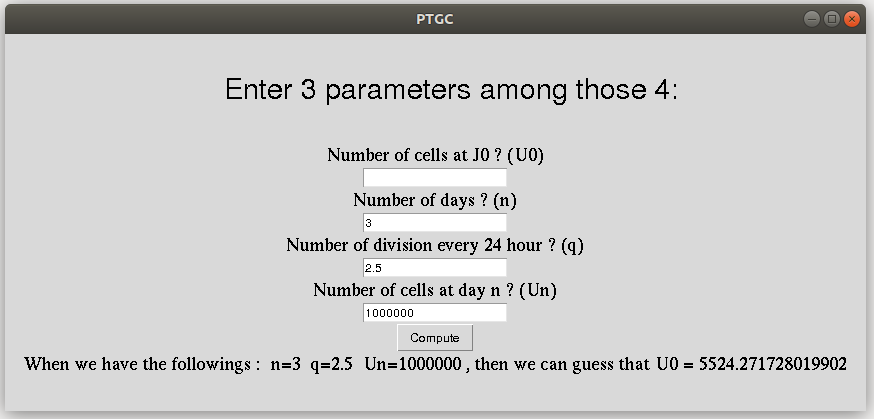 PTGC
Enter 3 parameters among those 4:
Number of cells at J0 ? (U0)
Number of days ? (n)
3
Number of division every 24 hour ? (q)
2.5
Number of cells at day n ? (Un)
1000000
Compute
When we have the followings : n=3 q=2.5 Un=1000000 , then we can guess that U0 = 5524.271728019902